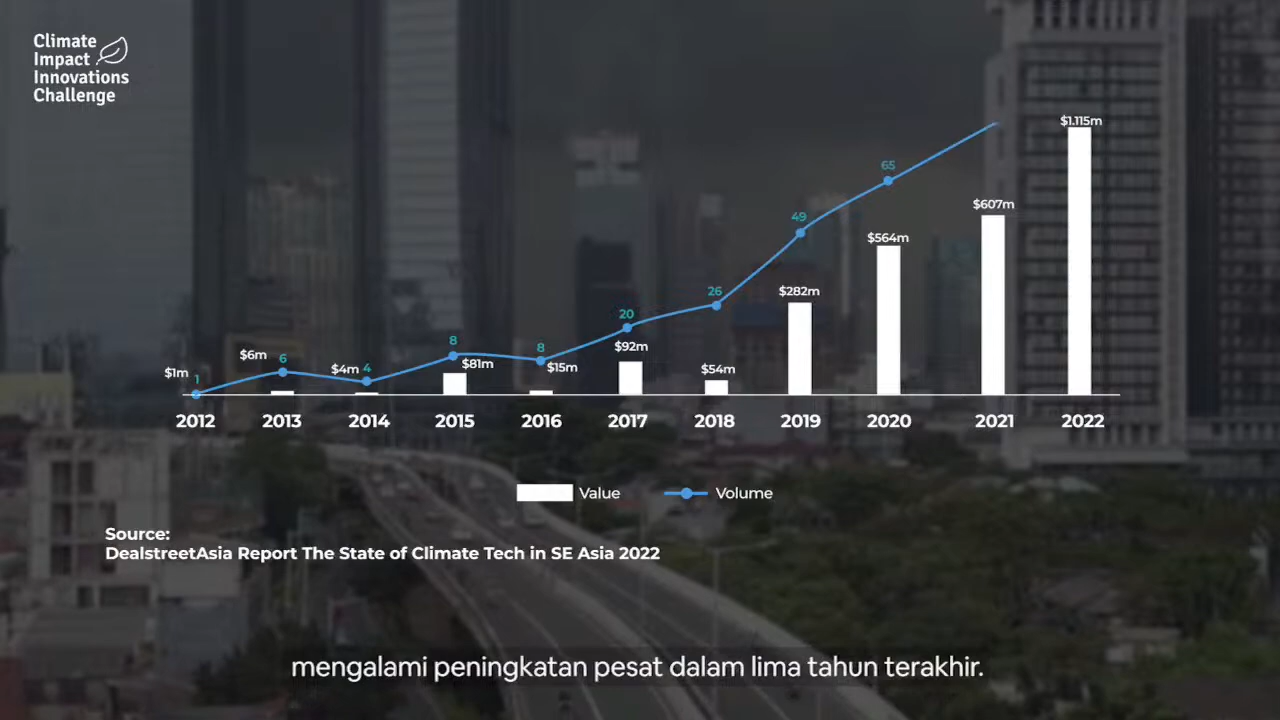 Climate
Impact
Innovations
Challenge
$1.115m
65
$607m
49
$564m
26
$282m
20
8
8
$92m
$6m
6
$81m
$15m
$54m
$1m
1
$4m
4
2012
2013
2014
2015
2016
2017
2018
2019
2020
2021
2022
Value
Volume
Source:
DealstreetAsia Report The State of Climate Tech in SE Asia 2022
mengalami peningkatan pesat dalam lima tahun terakhir.